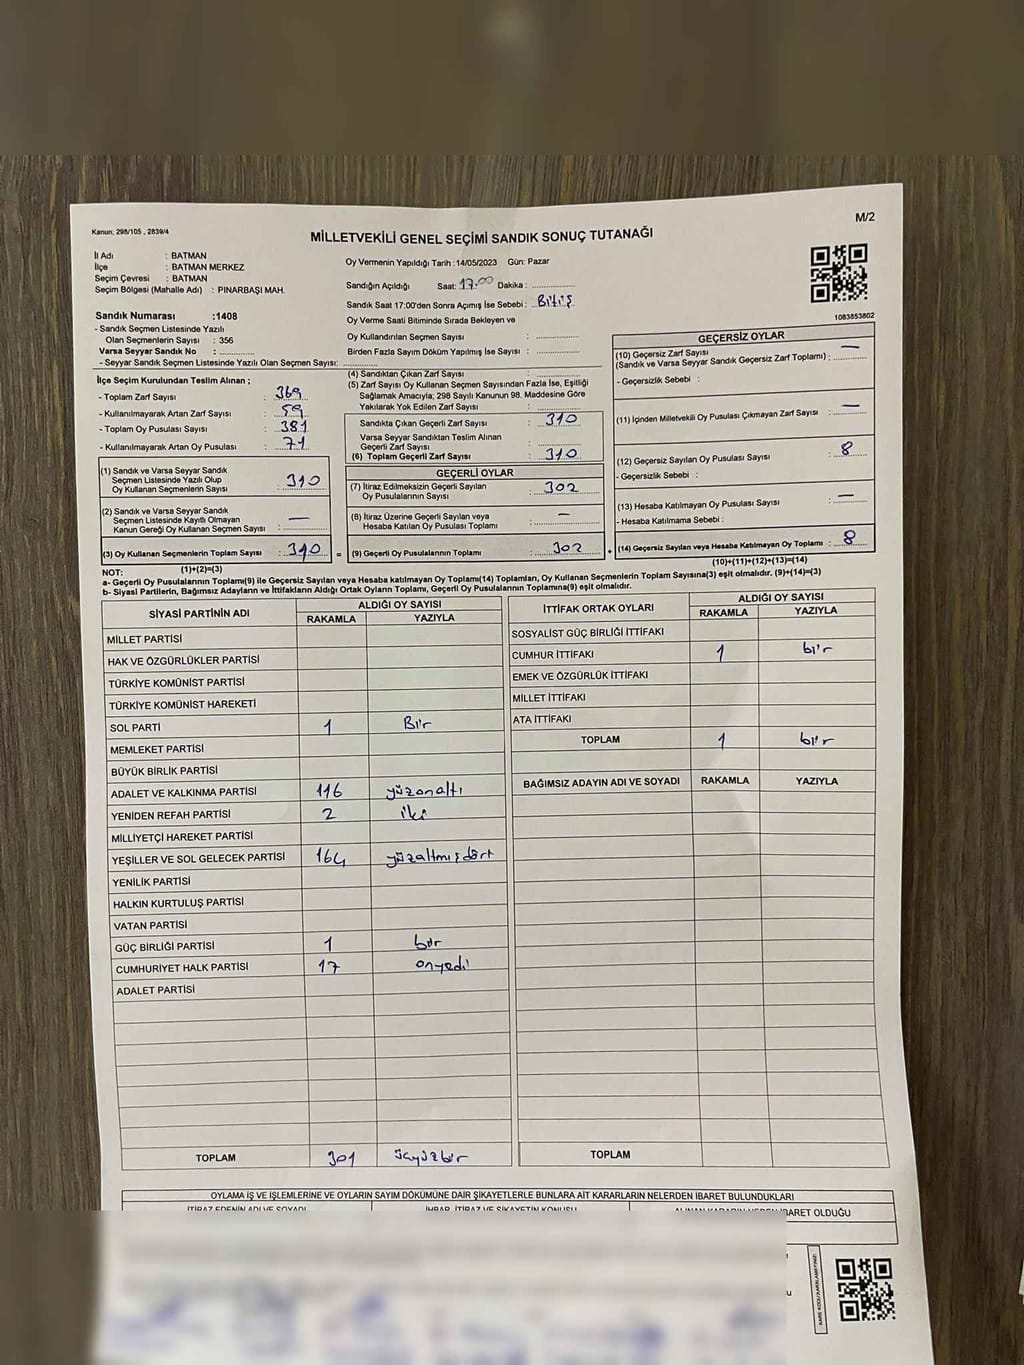 M/2
Kanun: 298/105 , 2839/4
MİLLETVEKİLİ GENEL SEÇİMİ SANDIK SONUÇ TUTANAĞI
İl Adı : BATMAN
İlçe : BATMAN MERKEZ
Seçim Çevresi : BATMAN
Seçim Bölgesi (Mahalle Adı) : PINARBAŞI MAH.
Sandık Numarası :1408
- Sandık Seçmen Listesinde Yazılı
Olan Seçmenlerin Sayısı : 356
Varsa Seyyar Sandık No :
- Seyyar Sandık Seçmen Listesinde Yazılı Olan Seçmen Sayısı:
Oy Vermenin Yapıldığı Tarih :14/05/2023 Gün: Pazar
Sandığın Açıldığı Saat: 17.00 Dakika :
Sandık Saat 17:00'den Sonra Açımış İse Sebebi : Bitiş
Oy Verme Saati Bitiminde Sırada Bekleyen ve
Oy Kullandırılan Seçmen Sayısı :
Birden Fazla Sayım Döküm Yapılmış İse Sayısı :
1083853802
İlçe Seçim Kurulundan Teslim Alınan ;
- Toplam Zarf Sayısı : 369
- Kullanılmayarak Artan Zarf Sayısı : 59
- Toplam Oy Pusulası Sayısı : 381
- Kullanılmayarak Artan Oy Pusulası : 71
(1) Sandık ve Varsa Seyyar Sandık
Seçmen Listesinde Yazılı Olup
Oy Kullanan Seçmenlerin Sayısı : 310
(2) Sandık ve Varsa Seyyar Sandık
Seçmen Listesinde Kayıtlı Olmayan
Kanun Gereği Oy Kullanan Seçmen Sayısı : —
(3) Oy Kullanan Seçmenlerin Toplam Sayısı : 310 =
(1)+(2)=(3)
(4) Sandıktan Çıkan Zarf Sayısı :
(5) Zarf Sayısı Oy Kullanan Seçmen Sayısından Fazla İse, Eşitliği
Sağlamak Amacıyla; 298 Sayılı Kanunun 98. Maddesine Göre
Yakılarak Yok Edilen Zarf Sayısı :
Sandıkta Çıkan Geçerli Zarf Sayısı : 310
Varsa Seyyar Sandıktan Teslim Alınan
Geçerli Zarf Sayısı :
(6) Toplam Geçerli Zarf Sayısı : 310
GEÇERLİ OYLAR
(7) İtiraz Edilmeksizin Geçerli Sayılan
Oy Pusulalarının Sayısı : 302
(8) İtiraz Üzerine Geçerli Sayılan veya
Hesaba Katılan Oy Pusulası Toplamı : —
(9) Geçerli Oy Pusulalarının Toplamı : 302 +
GEÇERSİZ OYLAR
(10) Geçersiz Zarf Sayısı
(Sandık ve Varsa Seyyar Sandık Geçersiz Zarf Toplamı) : —
- Geçersizlik Sebebi :
(11) İçinden Milletvekili Oy Pusulası Çıkmayan Zarf Sayısı : —
(12) Geçersiz Sayılan Oy Pusulası Sayısı : 8
- Geçersizlik Sebebi :
(13) Hesaba Katılmayan Oy Pusulası Sayısı : —
- Hesaba Katılmama Sebebi :
(14) Geçersiz Sayılan veya Hesaba Katılmayan Oy Toplamı : 8
(10)+(11)+(12)+(13)=(14)
NOT:
a- Geçerli Oy Pusulalarının Toplamı(9) ile Geçersiz Sayılan veya Hesaba katılmayan Oy Toplamı(14) Toplamları, Oy Kullanan Seçmenlerin Toplam Sayısına(3) eşit olmalıdır. (9)+(14)=(3)
b- Siyasi Partilerin, Bağımsız Adayların ve İttifakların Aldığı Ortak Oyların Toplamı, Geçerli Oy Pusulalarının Toplamına(9) eşit olmalıdır.
SİYASİ PARTİNİN ADI ALDIĞI OY SAYISI
RAKAMLA YAZIYLA
MİLLET PARTİSİ
HAK VE ÖZGÜRLÜKLER PARTİSİ
TÜRKİYE KOMÜNİST PARTİSİ
TÜRKİYE KOMÜNİST HAREKETİ
SOL PARTİ 1 Bir
MEMLEKET PARTİSİ
BÜYÜK BİRLİK PARTİSİ
ADALET VE KALKINMA PARTİSİ 116 yüzonaltı
YENİDEN REFAH PARTİSİ 2 iki
MİLLİYETÇİ HAREKET PARTİSİ
YEŞİLLER VE SOL GELECEK PARTİSİ 164 yüzaltmışdört
YENİLİK PARTİSİ
HALKIN KURTULUŞ PARTİSİ
VATAN PARTİSİ
GÜÇ BİRLİĞİ PARTİSİ 1 bir
CUMHURİYET HALK PARTİSİ 17 onyedi
ADALET PARTİSİ
TOPLAM 301 üçyüzbir
İTTİFAK ORTAK OYLARI ALDIĞI OY SAYISI
RAKAMLA YAZIYLA
SOSYALİST GÜÇ BİRLİĞİ İTTİFAKI
CUMHUR İTTİFAKI 1 bir
EMEK VE ÖZGÜRLÜK İTTİFAKI
MİLLET İTTİFAKI
ATA İTTİFAKI
TOPLAM 1 bir
BAĞIMSIZ ADAYIN ADI VE SOYADI RAKAMLA YAZIYLA
TOPLAM
OYLAMA İŞ VE İŞLEMLERİNE VE OYLARIN SAYIM DÖKÜMÜNE DAİR ŞİKAYETLERLE BUNLARA AİT KARARLARIN NELERDEN İBARET BULUNDUKLARI
İTİRAZ EDENİN ADI VE SOYADI İHBAR, İTİRAZ VE ŞİKAYETİN KONUSU ALINAN KARARIN NEDEN İBARET OLDUĞU